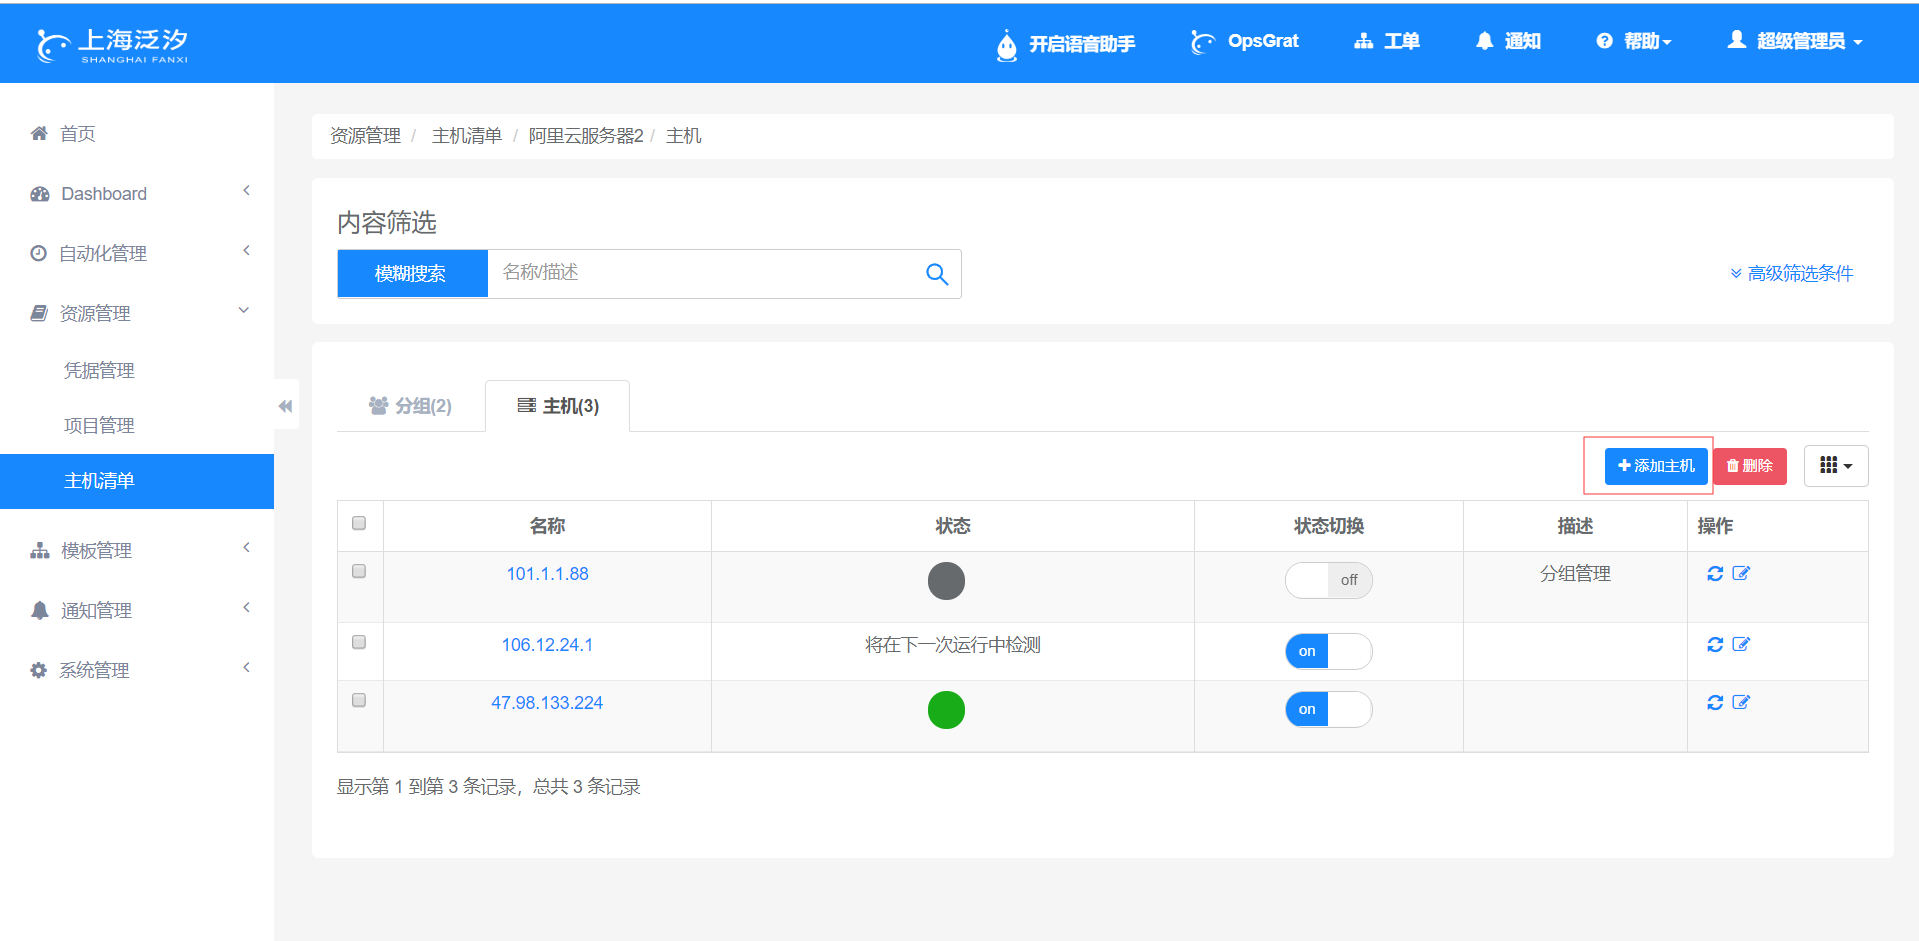 上海泛汐
SHANGHAI FANXI
开启语音助手
OpsGrat
工单
通知
帮助
超级管理员
首页
Dashboard
自动化管理
资源管理
凭据管理
项目管理
主机清单
模板管理
通知管理
系统管理
资源管理 / 主机清单 / 阿里云服务器2 / 主机
内容筛选
模糊搜索 名称/描述
高级筛选条件
分组(2) 主机(3)
添加主机 删除
名称 状态 状态切换 描述 操作
101.1.1.88 off 分组管理
106.12.24.1 将在下一次运行中检测 on
47.98.133.224 on
显示第 1 到第 3 条记录，总共 3 条记录